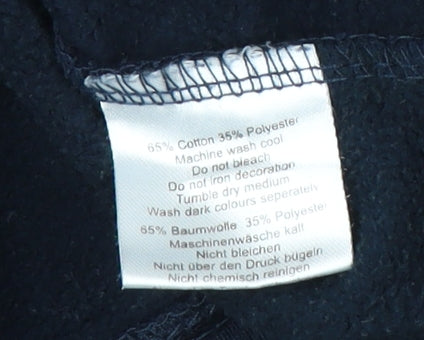 65% Cotton 35% Polyester
Machine wash cool
Do not bleach
Do not iron decoration
Tumble dry medium
Wash dark colours seperately
65% Baumwolle 35% Polyester
Maschinenwäsche kalt
Nicht bleichen
Nicht über den Druck bügeln
Nicht chemisch reinigen